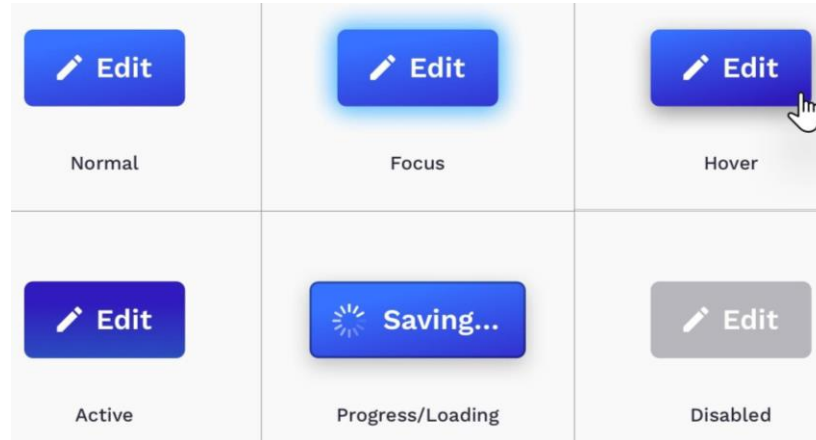 Edit
Edit
Edit
Normal
Focus
Hover
Edit
Saving...
Edit
Active
Progress/Loading
Disabled